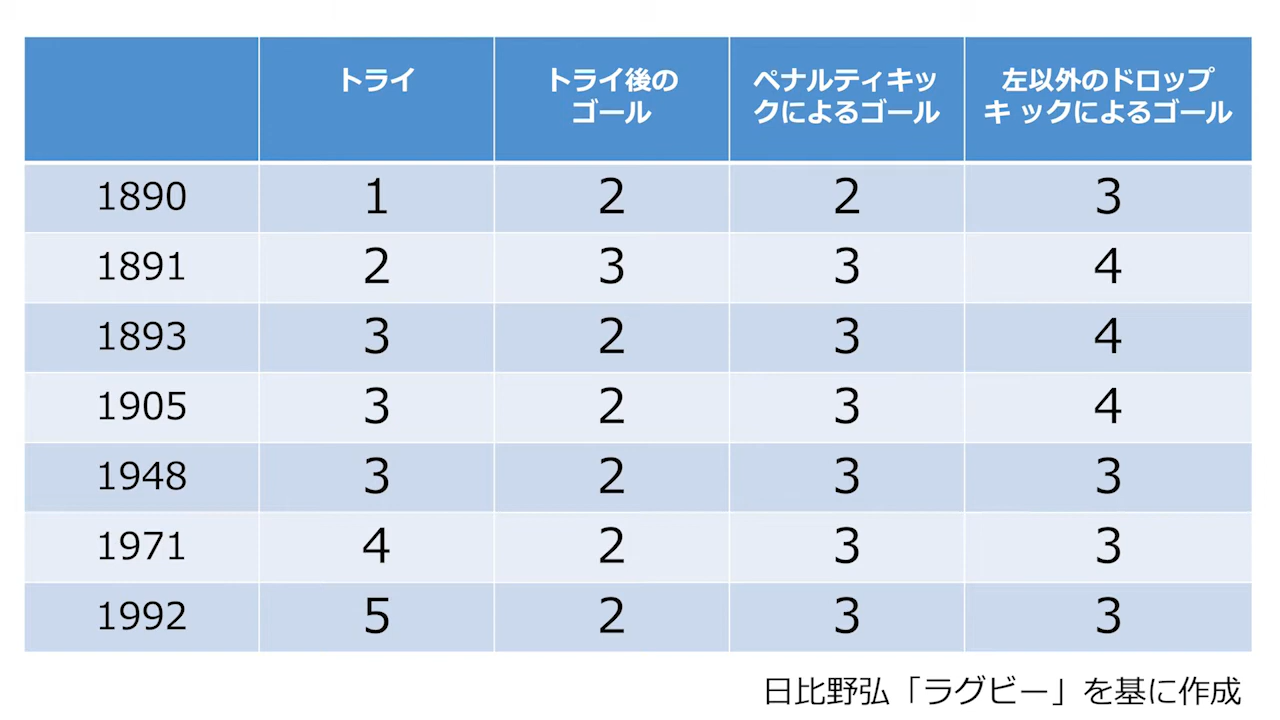 トライ
トライ後の
ゴール
ペナルティキッ
クによるゴール
左以外のドロップ
キ ックによるゴール
1890 1 2 2 3
1891 2 3 3 4
1893 3 2 3 4
1905 3 2 3 4
1948 3 2 3 3
1971 4 2 3 3
1992 5 2 3 3
日比野弘「ラグビー」を基に作成